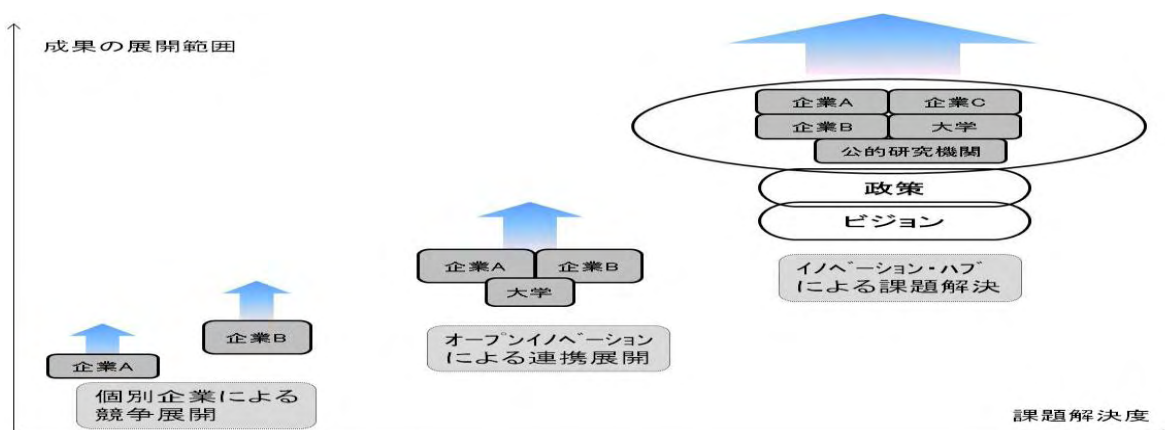 成果の展開範囲
企業A
企業C
企業B
大学
公的研究機関
政策
ビジョン
イノベーション・ハブ
による課題解決
企業A
企業B
大学
オープンイノベーション
による連携展開
企業B
企業A
個別企業による
競争展開
課題解決度